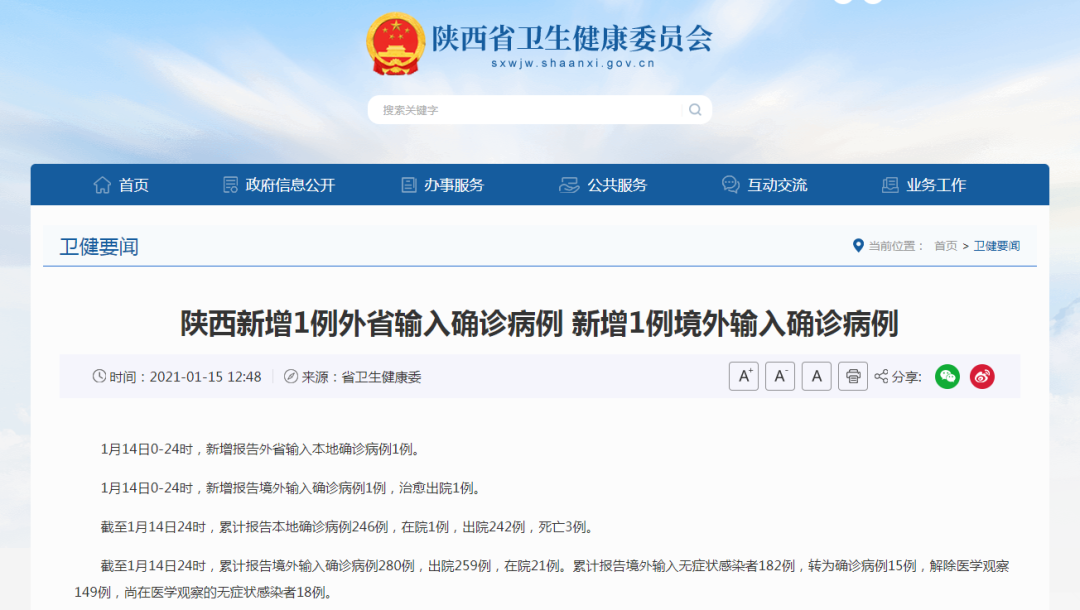 陕西省卫生健康委员会
sxwjw.shaanxi.gov.cn
搜索关键字
首页 政府信息公开 办事服务 公共服务 互动交流 业务工作
卫健要闻 当前位置： 首页 > 卫健要闻
陕西新增1例外省输入确诊病例 新增1例境外输入确诊病例
时间：2021-01-15 12:48 来源：省卫生健康委 A+ A- A 分享:
1月14日0-24时，新增报告外省输入本地确诊病例1例。
1月14日0-24时，新增报告境外输入确诊病例1例，治愈出院1例。
截至1月14日24时，累计报告本地确诊病例246例，在院1例，出院242例，死亡3例。
截至1月14日24时，累计报告境外输入确诊病例280例，出院259例，在院21例。累计报告境外输入无症状感染者182例，转为确诊病例15例，解除医学观察
149例，尚在医学观察的无症状感染者18例。